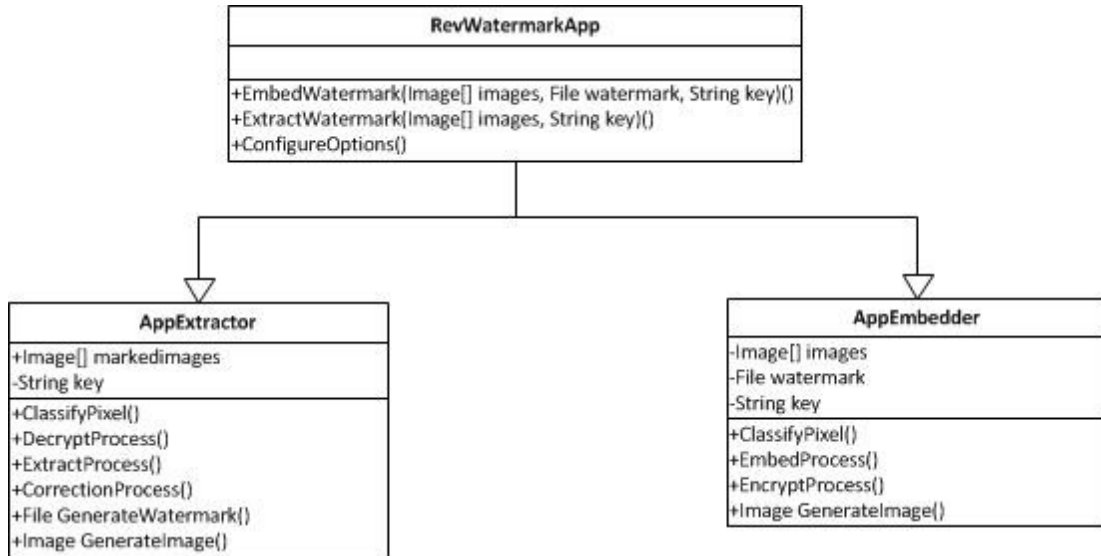 RevWatermarkApp
+EmbedWatermark(Image[] images, File watermark, String key)()
+ExtractWatermark(Image[] images, String key)()
+ConfigureOptions()
AppExtractor
+Image[] markedimages
-String key
+ClassifyPixel()
+DecryptProcess()
+ExtractProcess()
+CorrectionProcess()
+File GenerateWatermark()
+Image GenerateImage()
AppEmbedder
-Image[] images
-File watermark
-String key
+ClassifyPixel()
+EmbedProcess()
+EncryptProcess()
+Image GenerateImage()